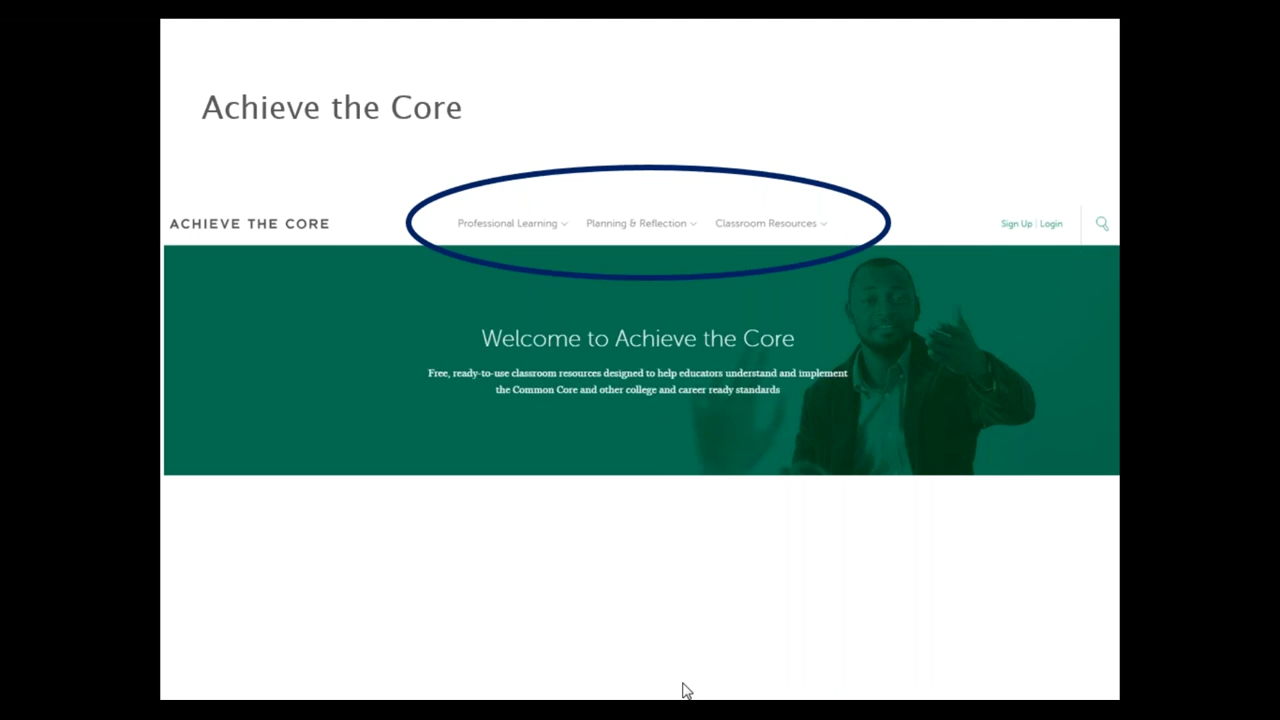 Achieve the Core
ACHIEVE THE CORE
Professional Learning
Planning & Reflection
Classroom Resources
Sign Up | Login
Welcome to Achieve the Core
Free, ready-to-use classroom resources designed to help educators understand and implement
the Common Core and other college and career ready standards